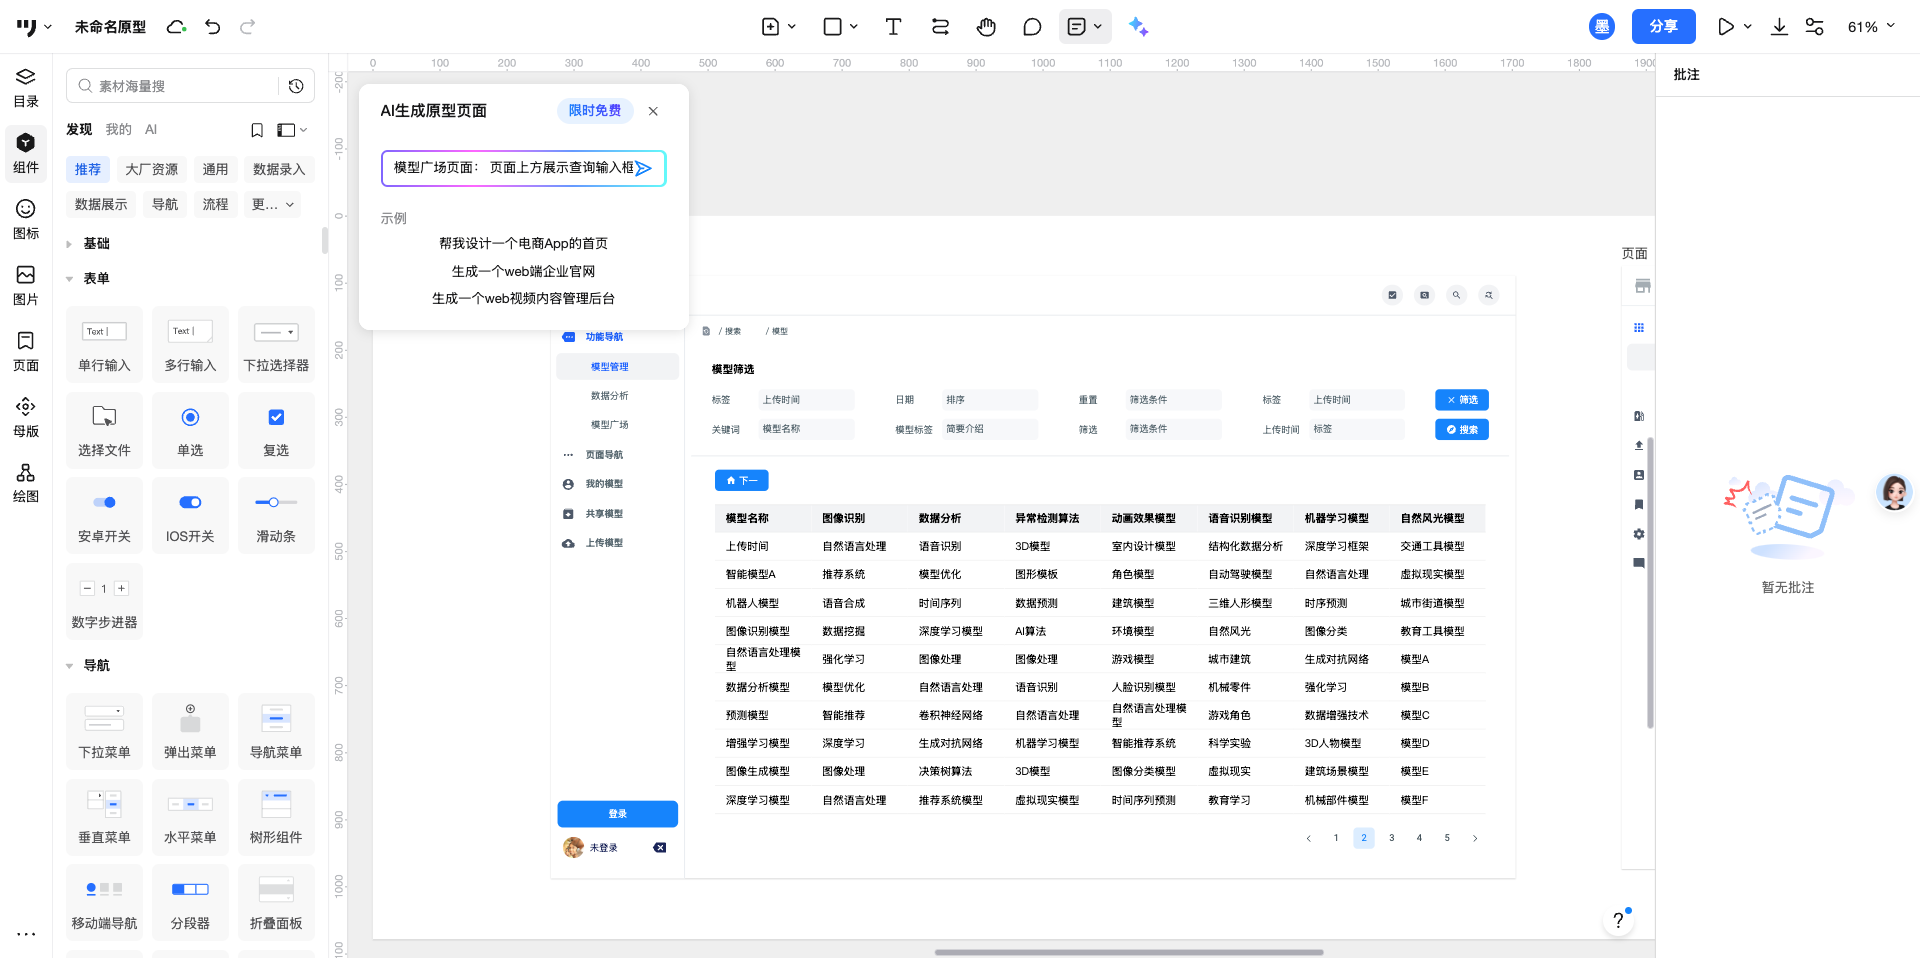 未命名原型
墨
分享
61%
目录
组件
图标
图片
页面
母版
绘图
素材海量搜
发现 我的 AI
推荐 大厂资源 通用 数据录入
数据展示 导航 流程 更...
基础
表单
Text |
Text |
单行输入 多行输入 下拉选择器
选择文件 单选 复选
安卓开关 IOS开关 滑动条
1
数字步进器
导航
下拉菜单 弹出菜单 导航菜单
垂直菜单 水平菜单 树形组件
移动端导航 分段器 折叠面板
0 100 200 300 400 500 600 700 800 900 1000 1100 1200 1300 1400 1500 1600 1700 1800 1900
-200
-100
0
100
200
300
400
500
600
700
800
900
1000
AI生成原型页面 限时免费
模型广场页面： 页面上方展示查询输入框
示例
帮我设计一个电商App的首页
生成一个web端企业官网
生成一个web视频内容管理后台
功能导航
模型管理
数据分析
模型广场
页面导航
我的模型
共享模型
上传模型
登录
未登录
/ 搜索 / 模型
模型筛选
标签 上传时间 日期 排序 重置 筛选条件 标签 上传时间 筛选
关键词 模型名称 模型标签 简要介绍 筛选 筛选条件 上传时间 标签 搜索
下一
模型名称 图像识别 数据分析 异常检测算法 动画效果模型 语音识别模型 机器学习模型 自然风光模型
上传时间 自然语言处理 语音识别 3D模型 室内设计模型 结构化数据分析 深度学习框架 交通工具模型
智能模型A 推荐系统 模型优化 图形模板 角色模型 自动驾驶模型 自然语言处理 虚拟现实模型
机器人模型 语音合成 时间序列 数据预测 建筑模型 三维人形模型 时序预测 城市街道模型
图像识别模型 数据挖掘 深度学习模型 AI算法 环境模型 自然风光 图像分类 教育工具模型
自然语言处理模型 强化学习 图像处理 图像处理 游戏模型 城市建筑 生成对抗网络 模型A
数据分析模型 模型优化 自然语言处理 语音识别 人脸识别模型 机械零件 强化学习 模型B
预测模型 智能推荐 卷积神经网络 自然语言处理 自然语言处理模型 游戏角色 数据增强技术 模型C
增强学习模型 深度学习 生成对抗网络 机器学习模型 智能推荐系统 科学实验 3D人物模型 模型D
图像生成模型 图像处理 决策树算法 3D模型 图像分类模型 虚拟现实 建筑场景模型 模型E
深度学习模型 自然语言处理 推荐系统模型 虚拟现实模型 时间序列预测 教育学习 机械部件模型 模型F
1 2 3 4 5
页面
批注
暂无批注
?